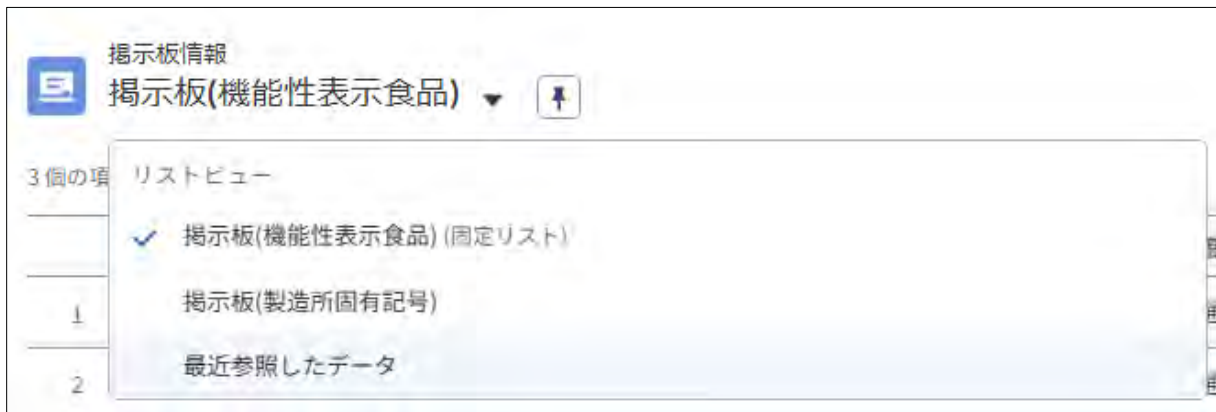 掲示板情報
掲示板(機能性表示食品)
3個の項
リストビュー
掲示板(機能性表示食品) (固定リスト)
掲示板(製造所固有記号)
1
最近参照したデータ
2